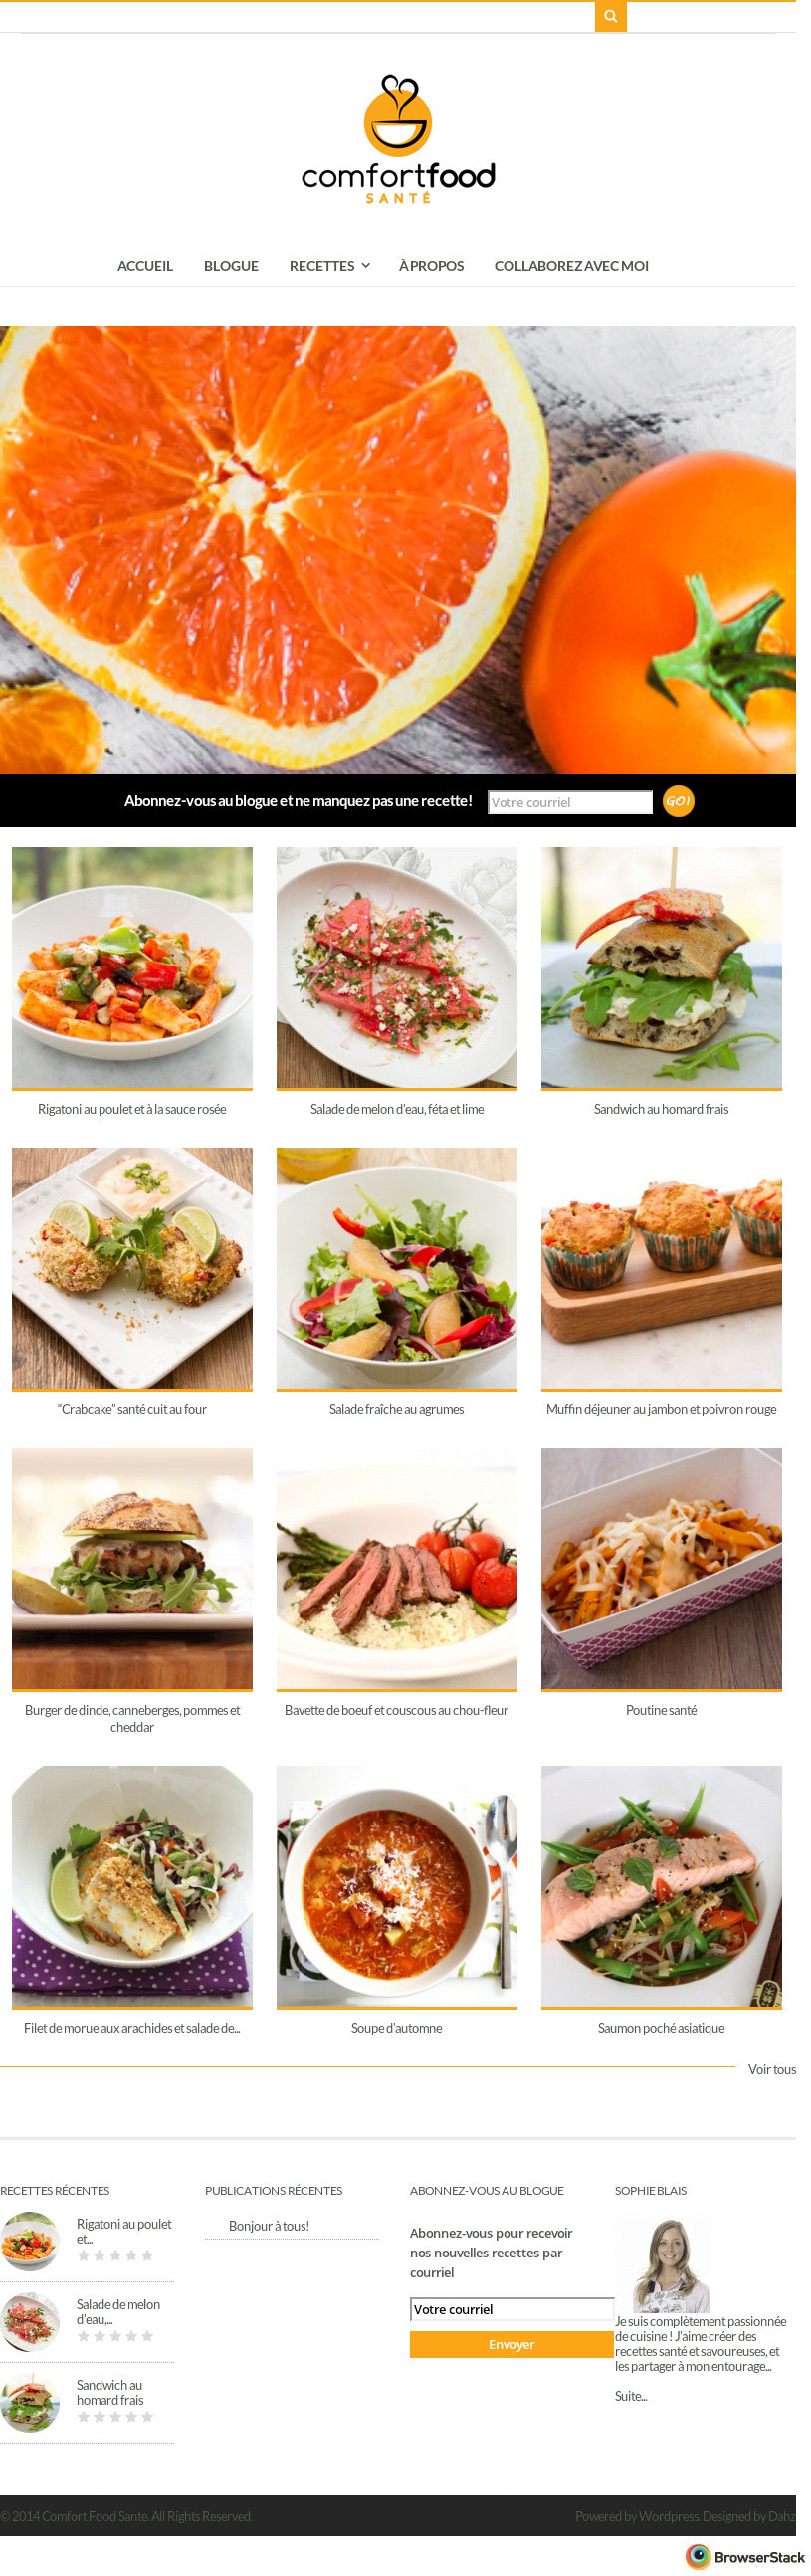 comfortfood
SANTÉ
ACCUEIL BLOGUE RECETTES À PROPOS COLLABOREZ AVEC MOI
Abonnez-vous au blogue et ne manquez pas une recette! Votre courriel GO!
Rigatoni au poulet et à la sauce rosée
Salade de melon d'eau, féta et lime
Sandwich au homard frais
“Crabcake” santé cuit au four
Salade fraîche au agrumes
Muffin déjeuner au jambon et poivron rouge
Burger de dinde, canneberges, pommes et
cheddar
Bavette de boeuf et couscous au chou-fleur
Poutine santé
Filet de morue aux arachides et salade de...
Soupe d'automne
Saumon poché asiatique
Voir tous
RECETTES RÉCENTES
Rigatoni au poulet
et...
Salade de melon
d'eau,...
Sandwich au
homard frais
PUBLICATIONS RÉCENTES
Bonjour à tous!
ABONNEZ-VOUS AU BLOGUE
Abonnez-vous pour recevoir
nos nouvelles recettes par
courriel
Votre courriel
Envoyer
SOPHIE BLAIS
Je suis complètement passionnée
de cuisine ! J'aime créer des
recettes santé et savoureuses, et
les partager à mon entourage...
Suite...
© 2014 Comfort Food Sante. All Rights Reserved.
Powered by Wordpress. Designed by Dahz
BrowserStack